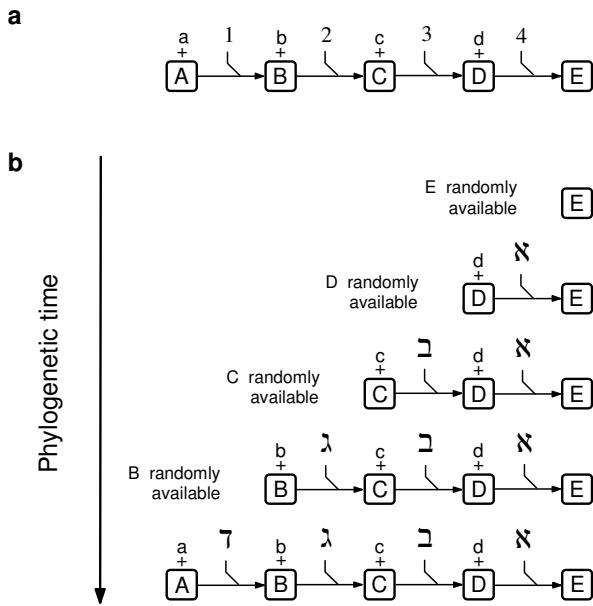 a
a 1 b 2 c 3 d 4
+ + + +
A B C D E
b
Phylogenetic time
E randomly
available
E
D randomly
available
d א
+
D E
C randomly
available
c ב d א
+ +
C D E
B randomly
available
b ג c ב d א
+ + +
B C D E
a ד b ג c ב d א
+ + + +
A B C D E